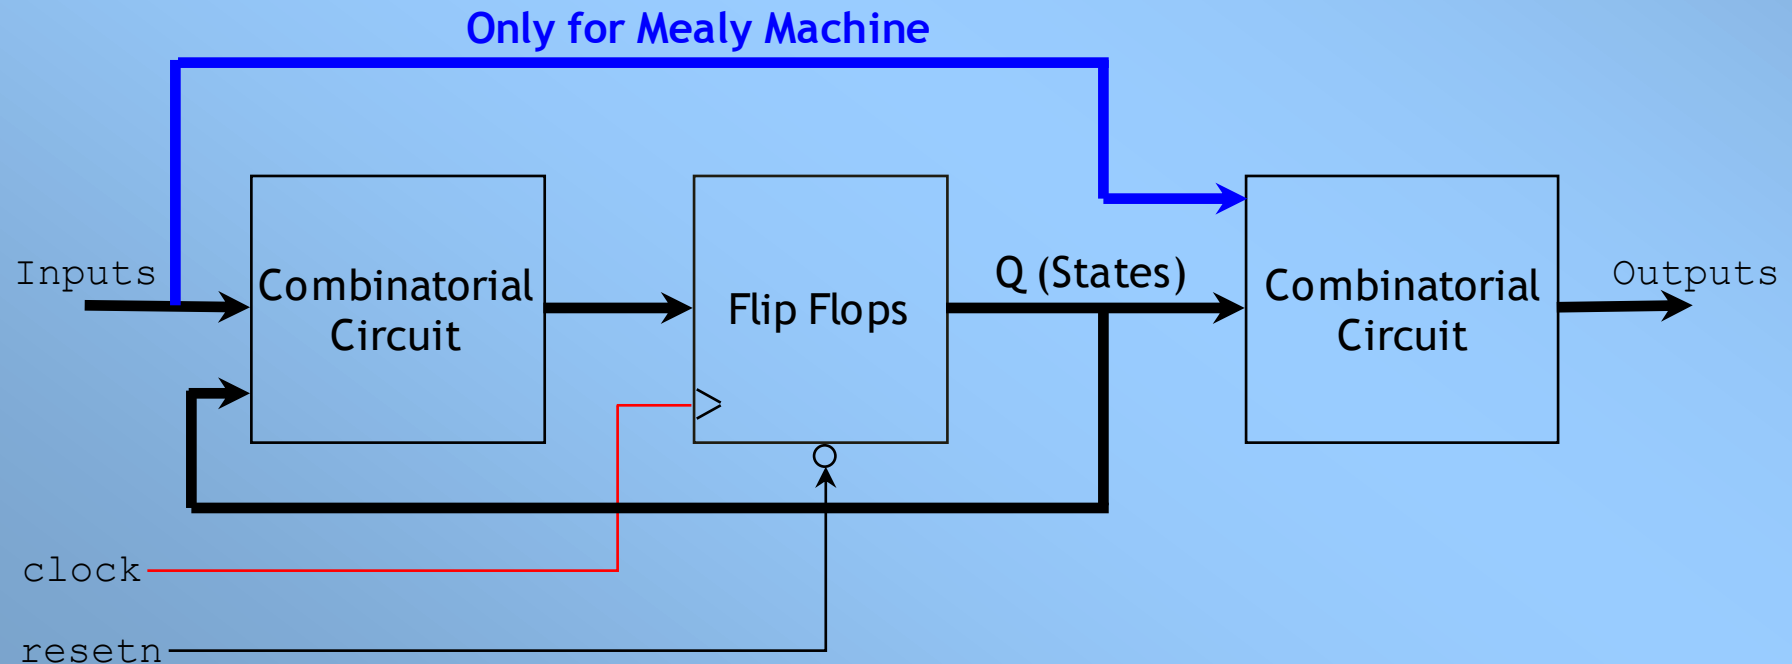 Only for Mealy Machine
Inputs
Combinatorial
Circuit
Flip Flops
Q (States)
Combinatorial
Circuit
Outputs
clock
resetn